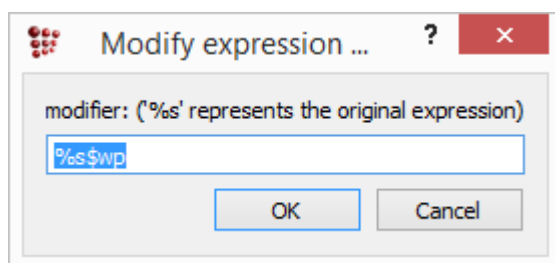 Modify expression ... ? ×
modifier: ('%s' represents the original expression)
%s$wp
OK Cancel